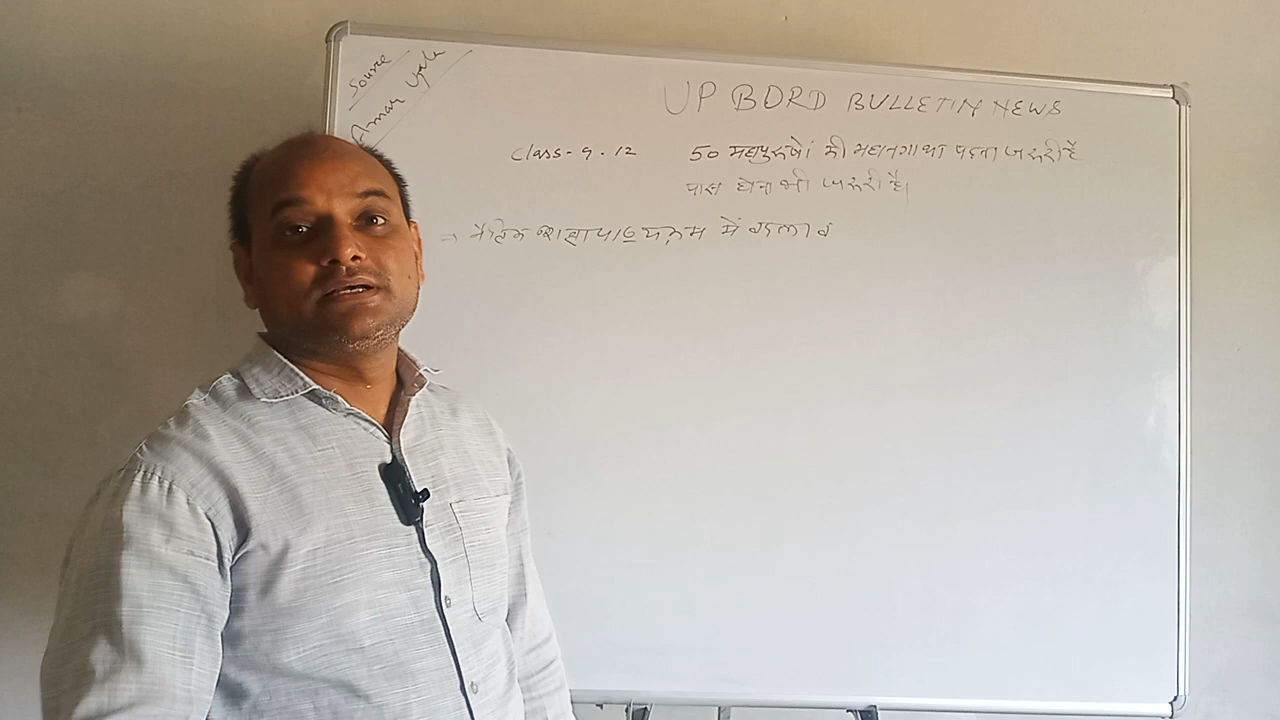 Source
Amar Ujala
UP BORD BULLETIN NEWS
Class-9.12 50 महापुरुषों की महानगाथा पढना जरूरी है
पास होना भी जरूरी है।
→ नैतिक शिक्षा पाठ्यक्रम में बदलाव